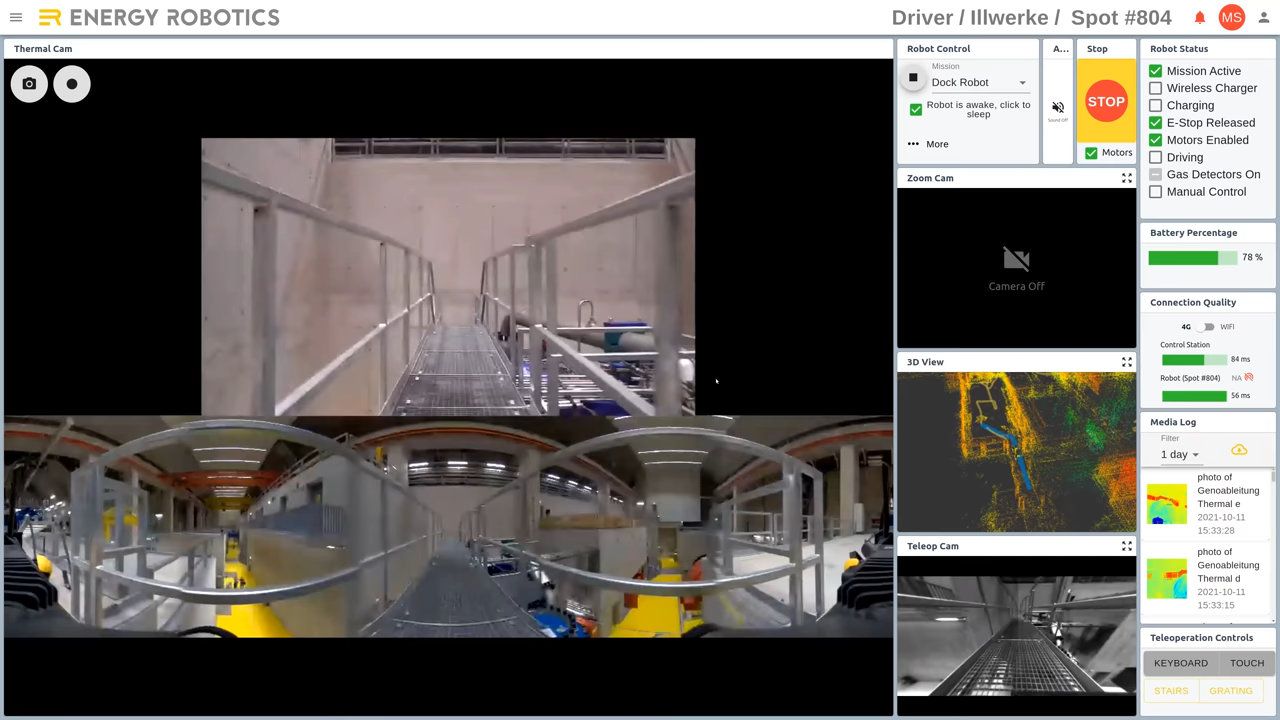 ENERGY ROBOTICS
Driver / Illwerke / Spot #804
MS
Thermal Cam
Robot Control
Mission
Dock Robot
Robot is awake, click to
sleep
More
A...
Sound Off
Stop
STOP
Motors
Zoom Cam
Camera Off
3D View
Teleop Cam
Robot Status
Mission Active
Wireless Charger
Charging
E-Stop Released
Motors Enabled
Driving
Gas Detectors On
Manual Control
Battery Percentage
78 %
Connection Quality
4G WIFI
Control Station
84 ms
Robot (Spot #804) NA
56 ms
Media Log
Filter
1 day
photo of
Genoableitung
Thermal e
2021-10-11
15:33:28
photo of
Genoableitung
Thermal d
2021-10-11
15:33:15
Teleoperation Controls
KEYBOARD TOUCH
STAIRS GRATING